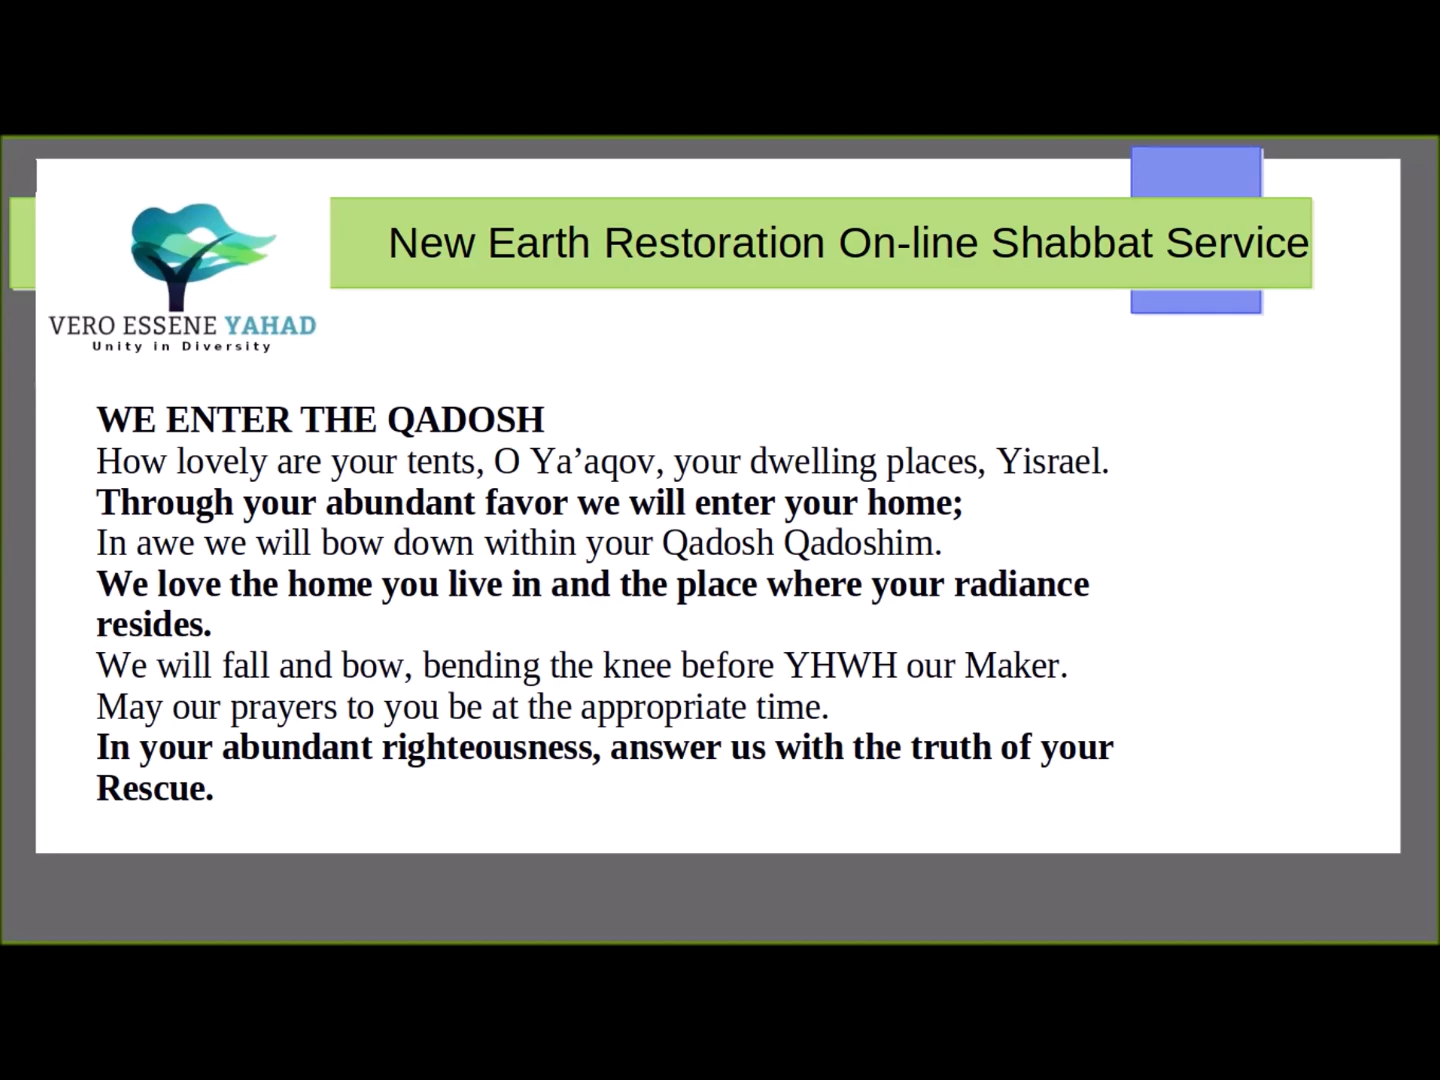 New Earth Restoration On-line Shabbat Service
VERO ESSENE YAHAD
Unity in Diversity
WE ENTER THE QADOSH
How lovely are your tents, O Ya’aqov, your dwelling places, Yisrael.
Through your abundant favor we will enter your home;
In awe we will bow down within your Qadosh Qadoshim.
We love the home you live in and the place where your radiance
resides.
We will fall and bow, bending the knee before YHWH our Maker.
May our prayers to you be at the appropriate time.
In your abundant righteousness, answer us with the truth of your
Rescue.